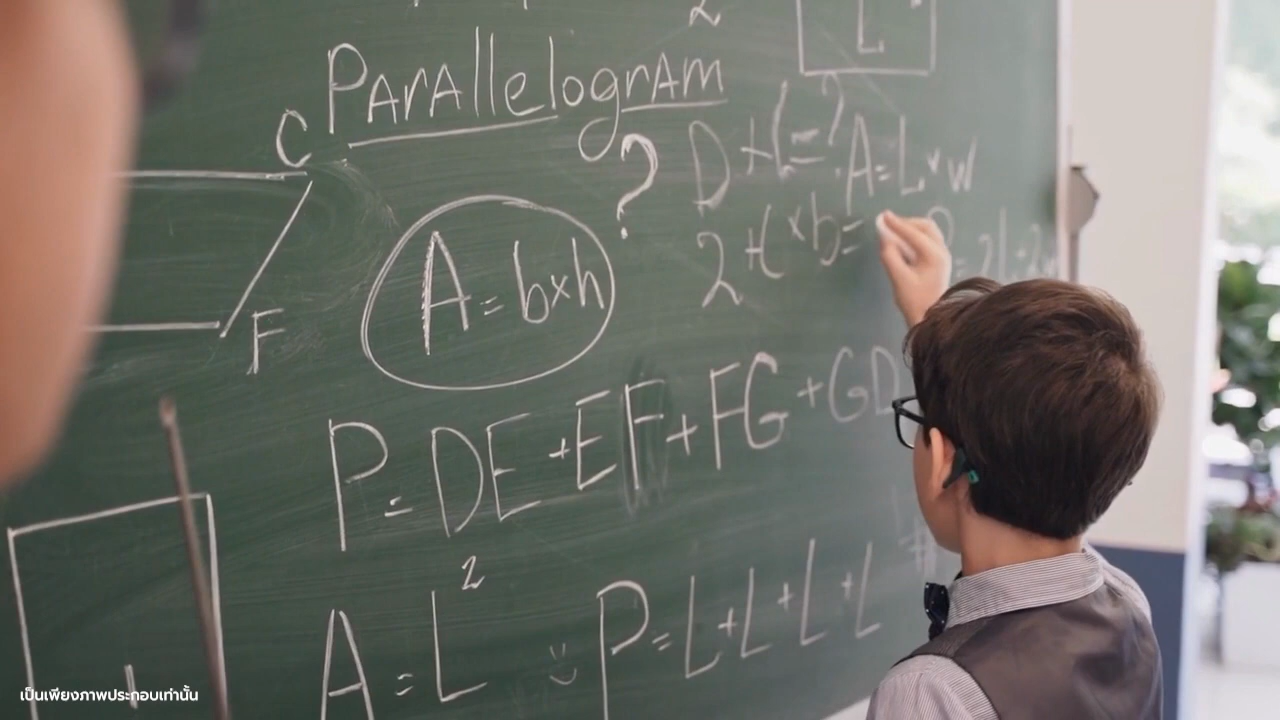 2
L
Parallelogram
C
? D + L = ? A = L × W
A = b × h
2 + L × b =
F
P = DE + EF + FG + GD
A = L²
P = L + L + L + L
เป็นเพียงภาพประกอบเท่านั้น